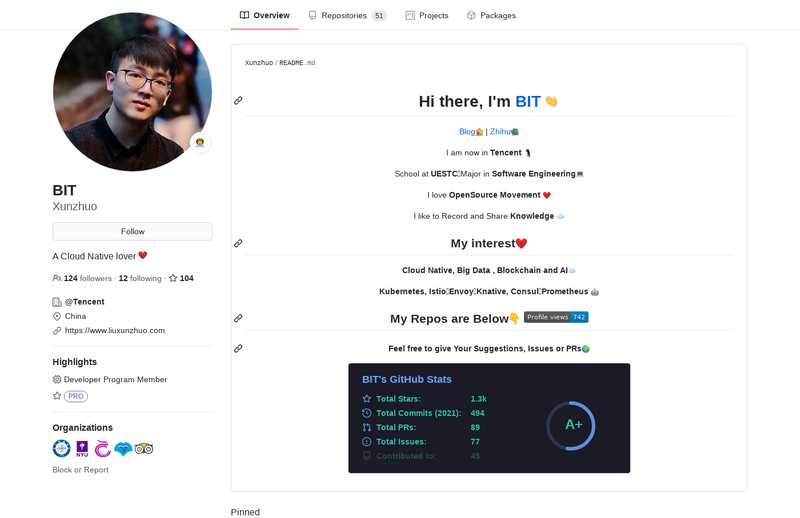 Overview
Repositories 51
Projects
Packages
BIT
Xunzhuo
Follow
A Cloud Native lover ❤️
124 followers · 12 following · 104
@Tencent
China
https://www.liuxunzhuo.com
Highlights
Developer Program Member
PRO
Organizations
NYU
Block or Report
Xunzhuo / README.md
Hi there, I'm BIT 👋
Blog🏠 | Zhihu
I am now in Tencent 🐧
School at UESTC Major in Software Engineering💻
I love OpenSource Movement ❤️
I like to Record and Share Knowledge ☁️
My interest❤️
Cloud Native, Big Data , Blockchain and AI☁️
Kubernetes, Istio Envoy Knative, Consul Prometheus 🤖
My Repos are Below👇 Profile views 742
Feel free to give Your Suggestions, Issues or PRs🌍
BIT's GitHub Stats
Total Stars: 1.3k
Total Commits (2021): 494
Total PRs: 89
Total Issues: 77
Contributed to: 45
A+
Pinned